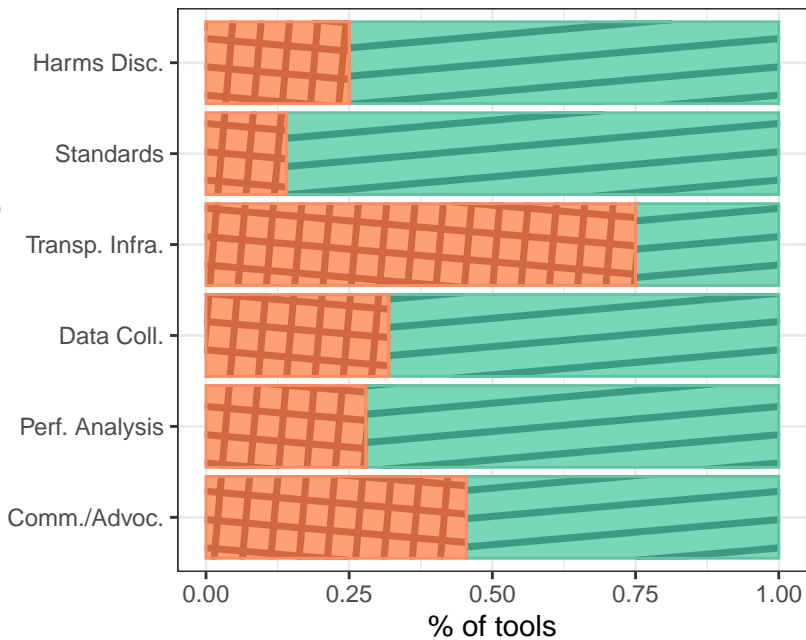 Harms Disc.
Standards
Transp. Infra.
Data Coll.
Perf. Analysis
Comm./Advoc.
0.00 0.25 0.50 0.75 1.00
% of tools